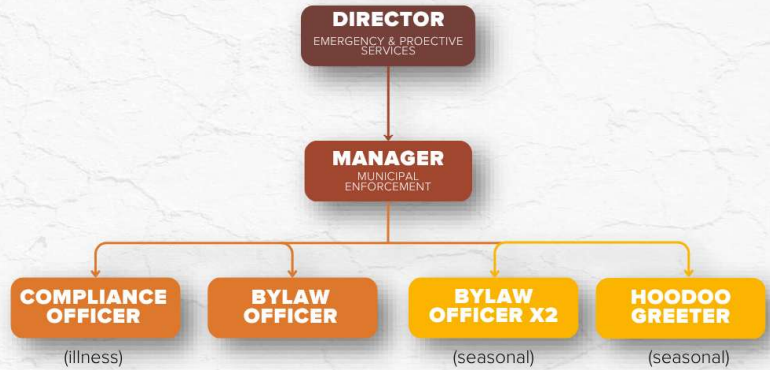 DIRECTOR
EMERGENCY & PROECTIVE
SERVICES
MANAGER
MUNICIPAL
ENFORCEMENT
COMPLIANCE
OFFICER
(illness)
BYLAW
OFFICER
BYLAW
OFFICER X2
(seasonal)
HOODOO
GREETER
(seasonal)